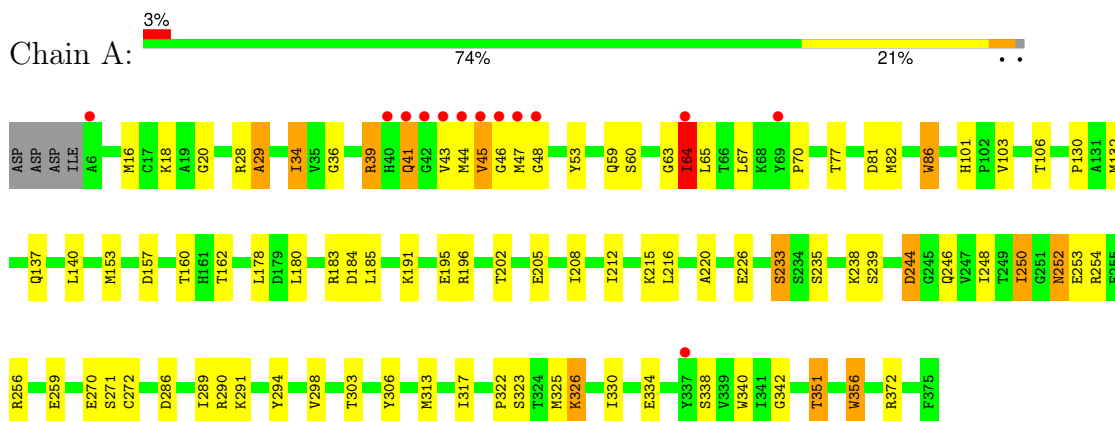 3%
Chain A:
74% 21% • •
ASP ASP ASP ILE A6 M16 C17 K18 A19 G20 R28 A29 I34 V35 G36 R39 H40 Q41 G42 V43 M44 V45 G46 M47 G48 Y53 Q59 S60 G63 I64 L65 T66 L67 K68 Y69 P70 T77 D81 M82 W86 H101 P102 V103 T106 P130 A131 M132
Q137 L140 M153 D157 T160 H161 T162 L178 D179 L180 R183 D184 L185 K191 E195 R196 T202 E205 I208 I212 K215 L216 A220 E226 S233 S234 S235 K238 S239 D244 G245 Q246 V247 I248 T249 I250 G251 N252 E253 R254 F255
R256 E259 E270 S271 C272 D286 I289 R290 K291 Y294 V298 T303 Y306 M313 I317 P322 S323 T324 M325 K326 I330 E334 Y337 S338 V339 W340 I341 G342 T351 W356 R372 F375